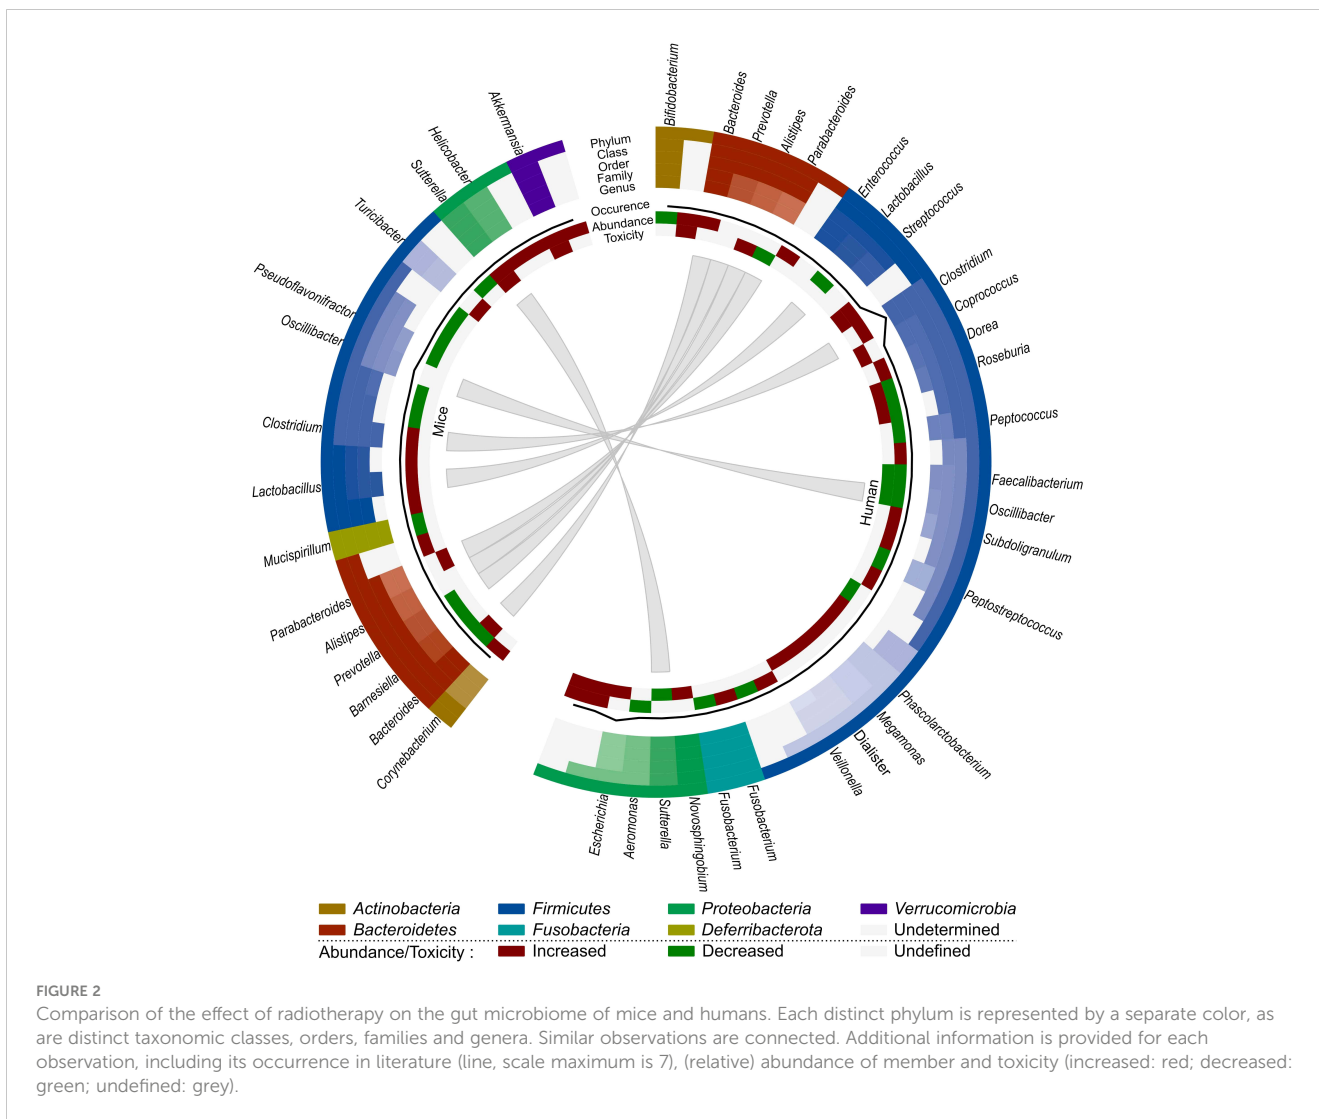 Phylum
Class
Order
Family
Genus
Occurence
Abundance
Toxicity
Bifidobacterium
Bacteroides
Prevotella
Alistipes
Parabacteroides
Enterococcus
Lactobacillus
Streptococcus
Clostridium
Coprococcus
Dorea
Roseburia
Peptococcus
Faecalibacterium
Oscillibacter
Subdoligranulum
Peptostreptococcus
Phascolarctobacterium
Megamonas
Dialister
Veillonella
Fusobacterium
Fusobacterium
Novosphingobium
Sutterella
Aeromonas
Escherichia
Human
Mice
Corynebacterium
Bacteroides
Barnesiella
Prevotella
Alistipes
Parabacteroides
Mucispirillum
Lactobacillus
Clostridium
Oscillibacter
Pseudoflavonifractor
Turicibacter
Sutterella
Helicobacter
Akkermansia
Actinobacteria Firmicutes Proteobacteria Verrucomicrobia
Bacteroidetes Fusobacteria Deferribacterota Undetermined
Abundance/Toxicity : Increased Decreased Undefined
FIGURE 2
Comparison of the effect of radiotherapy on the gut microbiome of mice and humans. Each distinct phylum is represented by a separate color, as
are distinct taxonomic classes, orders, families and genera. Similar observations are connected. Additional information is provided for each
observation, including its occurrence in literature (line, scale maximum is 7), (relative) abundance of member and toxicity (increased: red; decreased:
green; undefined: grey).